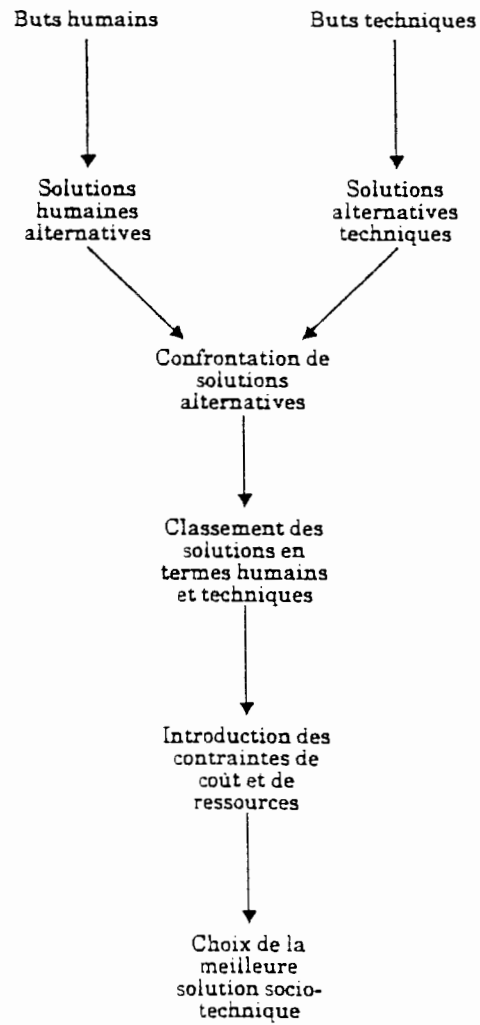 Buts humains
Buts techniques
Solutions
humaines
alternatives
Solutions
alternatives
techniques
Confrontation de
solutions
alternatives
Classement des
solutions en
termes humains
et techniques
Introduction des
contraintes de
coût et de
ressources
Choix de la
meilleure
solution socio-
technique